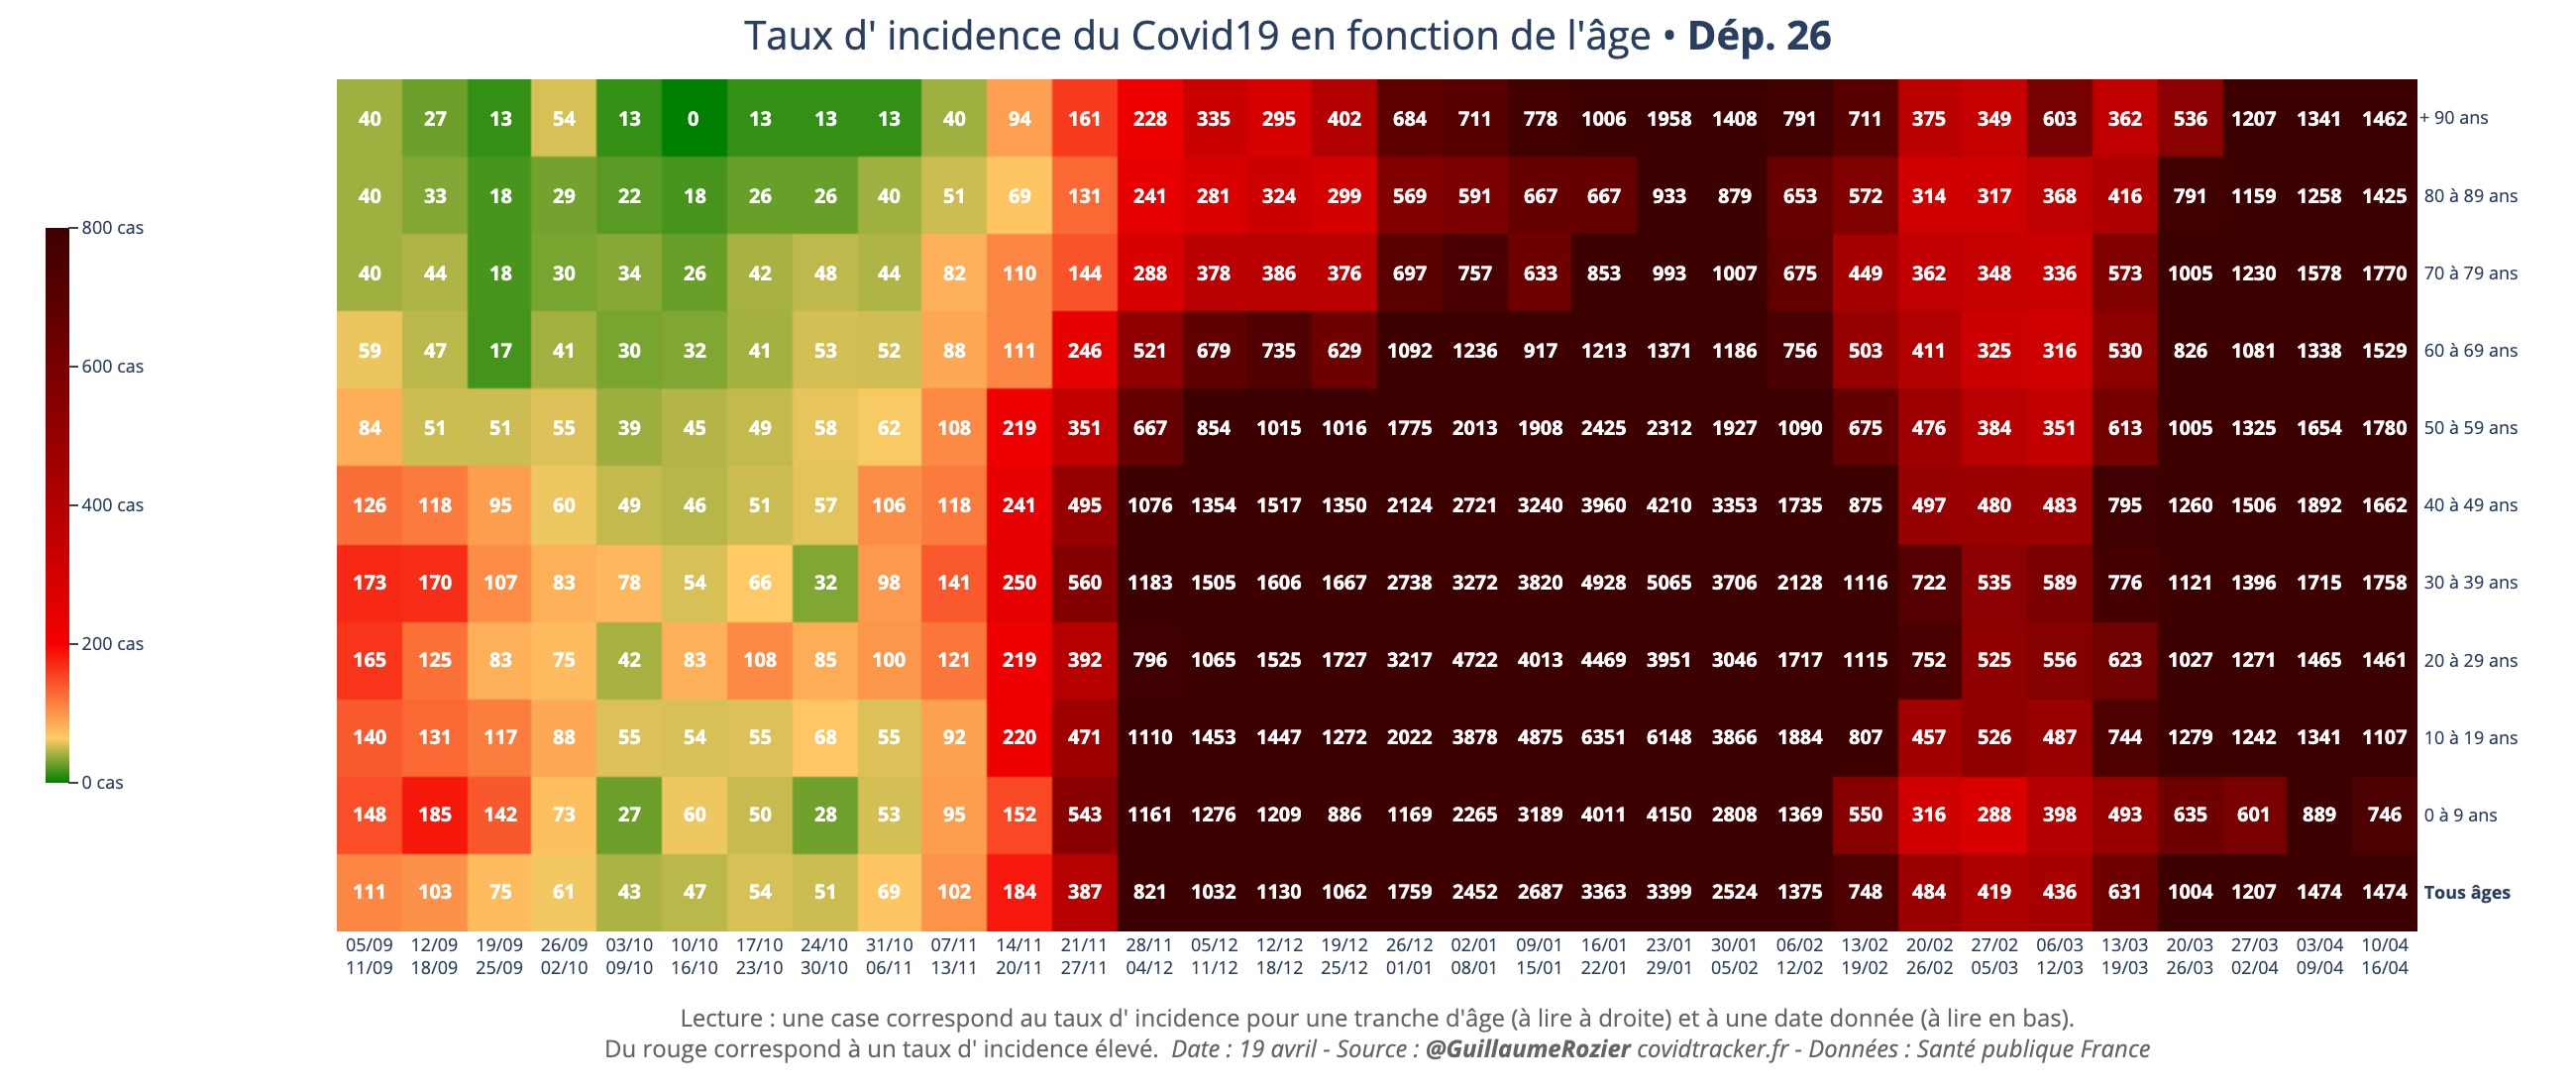 Taux d' incidence du Covid19 en fonction de l'âge • Dép. 26
40 27 13 54 13 0 13 13 13 40 94 161 228 335 295 402 684 711 778 1006 1958 1408 791 711 375 349 603 362 536 1207 1341 1462 + 90 ans
40 33 18 29 22 18 26 26 40 51 69 131 241 281 324 299 569 591 667 667 933 879 653 572 314 317 368 416 791 1159 1258 1425 80 à 89 ans
800 cas
40 44 18 30 34 26 42 48 44 82 110 144 288 378 386 376 697 757 633 853 993 1007 675 449 362 348 336 573 1005 1230 1578 1770 70 à 79 ans
59 47 17 41 30 32 41 53 52 88 111 246 521 679 735 629 1092 1236 917 1213 1371 1186 756 503 411 325 316 530 826 1081 1338 1529 60 à 69 ans
600 cas
84 51 51 55 39 45 49 58 62 108 219 351 667 854 1015 1016 1775 2013 1908 2425 2312 1927 1090 675 476 384 351 613 1005 1325 1654 1780 50 à 59 ans
400 cas
126 118 95 60 49 46 51 57 106 118 241 495 1076 1354 1517 1350 2124 2721 3240 3960 4210 3353 1735 875 497 480 483 795 1260 1506 1892 1662 40 à 49 ans
173 170 107 83 78 54 66 32 98 141 250 560 1183 1505 1606 1667 2738 3272 3820 4928 5065 3706 2128 1116 722 535 589 776 1121 1396 1715 1758 30 à 39 ans
200 cas
165 125 83 75 42 83 108 85 100 121 219 392 796 1065 1525 1727 3217 4722 4013 4469 3951 3046 1717 1115 752 525 556 623 1027 1271 1465 1461 20 à 29 ans
140 131 117 88 55 54 55 68 55 92 220 471 1110 1453 1447 1272 2022 3878 4875 6351 6148 3866 1884 807 457 526 487 744 1279 1242 1341 1107 10 à 19 ans
0 cas
148 185 142 73 27 60 50 28 53 95 152 543 1161 1276 1209 886 1169 2265 3189 4011 4150 2808 1369 550 316 288 398 493 635 601 889 746 0 à 9 ans
111 103 75 61 43 47 54 51 69 102 184 387 821 1032 1130 1062 1759 2452 2687 3363 3399 2524 1375 748 484 419 436 631 1004 1207 1474 1474 Tous âges
05/09 12/09 19/09 26/09 03/10 10/10 17/10 24/10 31/10 07/11 14/11 21/11 28/11 05/12 12/12 19/12 26/12 02/01 09/01 16/01 23/01 30/01 06/02 13/02 20/02 27/02 06/03 13/03 20/03 27/03 03/04 10/04
11/09 18/09 25/09 02/10 09/10 16/10 23/10 30/10 06/11 13/11 20/11 27/11 04/12 11/12 18/12 25/12 01/01 08/01 15/01 22/01 29/01 05/02 12/02 19/02 26/02 05/03 12/03 19/03 26/03 02/04 09/04 16/04
Lecture : une case correspond au taux d' incidence pour une tranche d'âge (à lire à droite) et à une date donnée (à lire en bas).
Du rouge correspond à un taux d' incidence élevé. Date : 19 avril - Source : @GuillaumeRozier covidtracker.fr - Données : Santé publique France